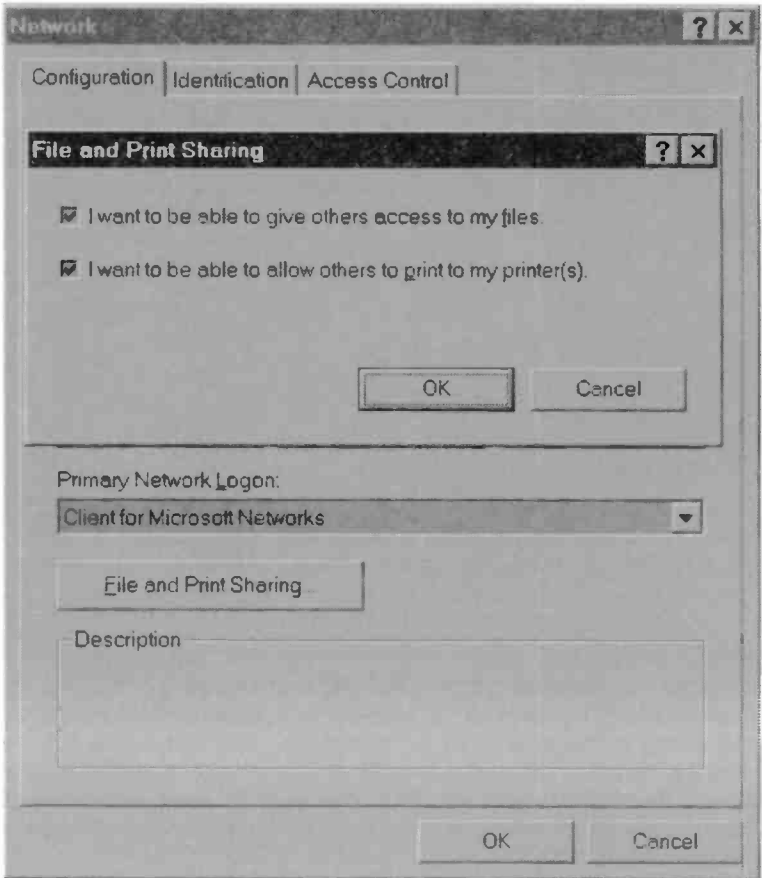 Network
Configuration Identification Access Control
File and Print Sharing
I want to be able to give others access to my files.
I want to be able to allow others to print to my printer(s).
OK Cancel
Primary Network Logon:
Client for Microsoft Networks
File and Print Sharing
Description
OK Cancel